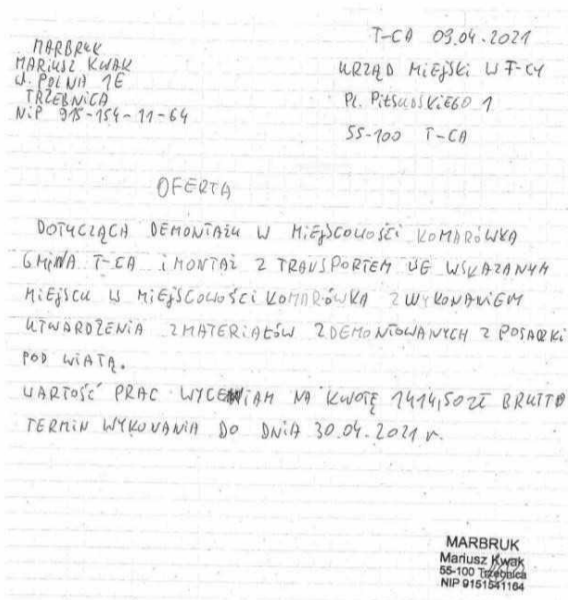 T-CA 09.04.2021
MARBRUK
MARIUSZ KWAK
UL. POLNA 1E
TRZEBNICA
NiP 915-154-11-64
URZĄD MIEJSKI W T-CY
PL. PIŁSUDSKIEGO 1
55-100 T-CA
OFERTA
DOTYCZĄCA DEMONTAŻU W MIEJSCOWOŚCI KOMARÓWKA
GMINA T-CA I MONTAŻ Z TRANSPORTEM WE WSKAZANYM
MIEJSCU W MIEJSCOWOŚCI KOMARÓWKA Z WYKONANIEM
UTWARDZENIA Z MATERIAŁÓW ZDEMONTOWANYCH Z POSADZKI
POD WIATĄ.
WARTOŚĆ PRAC WYCENIAM NA KWOTĘ 1414,50 ZŁ BRUTTO
TERMIN WYKONANIA DO DNIA 30.04.2021 r.
MARBRUK
Mariusz Kwak
55-100 Trzebnica
NIP 9151541164